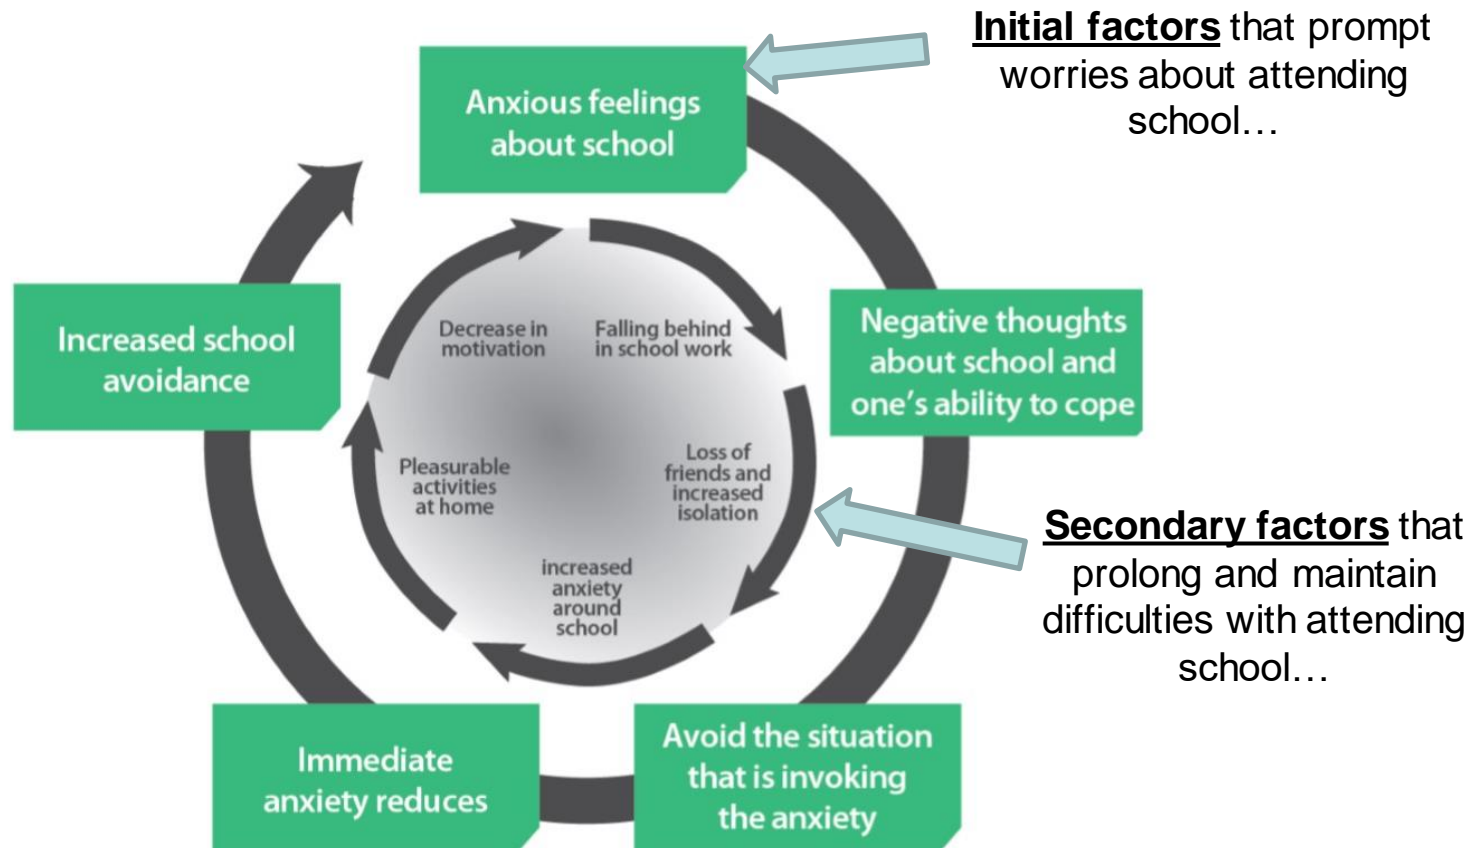 Initial factors that prompt
worries about attending
school…
Anxious feelings
about school
Negative thoughts
about school and
one's ability to cope
Avoid the situation
that is invoking
the anxiety
Immediate
anxiety reduces
Increased school
avoidance
Falling behind
in school work
Loss of
friends and
increased
isolation
increased
anxiety
around
school
Pleasurable
activities
at home
Decrease in
motivation
Secondary factors that
prolong and maintain
difficulties with attending
school…